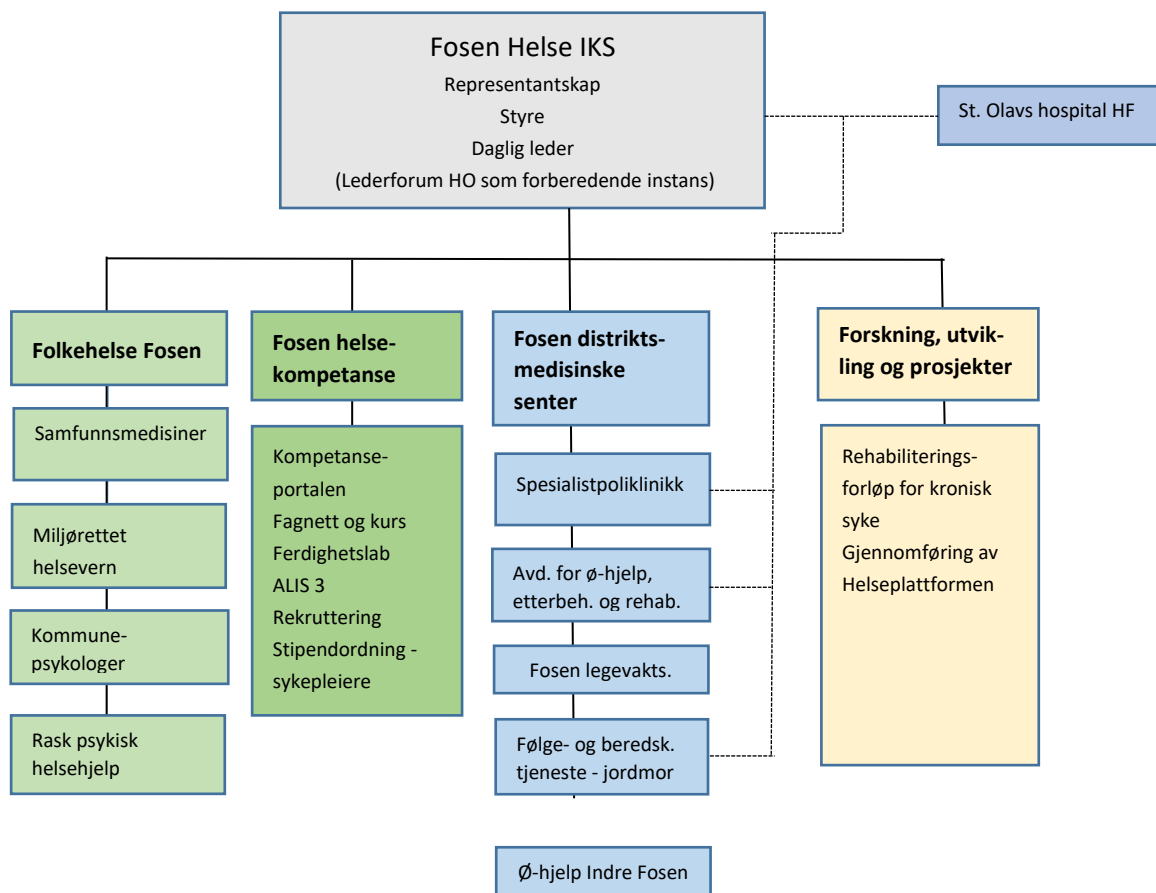 Fosen Helse IKS
Representantskap
Styre
Daglig leder
(Lederforum HO som forberedende instans)
St. Olavs hospital HF
Folkehelse Fosen
Samfunnsmedisiner
Miljørettet
helsevern
Kommune-
psykologer
Rask psykisk
helsehjelp
Fosen helse-
kompetanse
Kompetanse-
portalen
Fagnett og kurs
Ferdighetslab
ALIS 3
Rekruttering
Stipendordning -
sykepleiere
Fosen distrikts-
medisinske
senter
Spesialistpoliklinikk
Avd. for ø-hjelp,
etterbeh. og rehab.
Fosen legevakts.
Følge- og beredsk.
tjeneste - jordmor
Ø-hjelp Indre Fosen
Forskning, utvik-
ling og prosjekter
Rehabiliterings-
forløp for kronisk
syke
Gjennomføring av
Helseplattformen